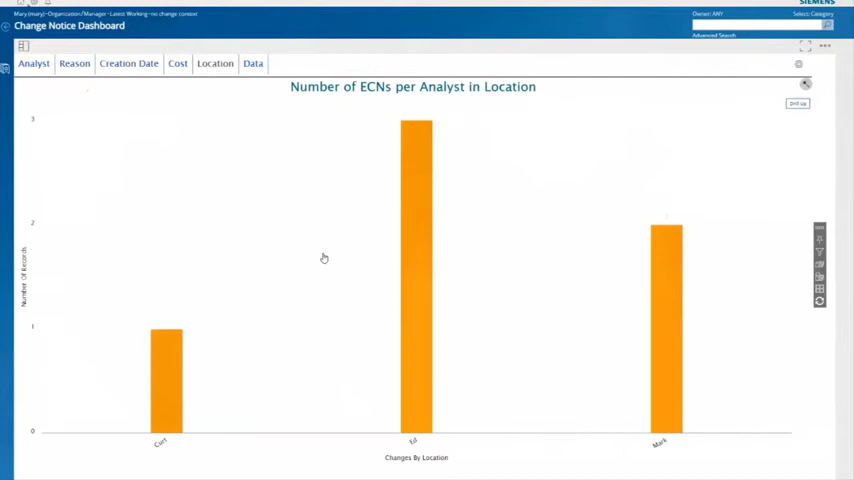 SIEMENS
Mary (mary)-Organization/Manager-Latest Working-no change context
Owner: ANY
Select: Category
Change Notice Dashboard
Advanced Search
Analyst
Reason
Creation Date
Cost
Location
Data
Number of ECNs per Analyst in Location
Drill up
3
2
1
0
Number Of Records
Curt
Ed
Mark
Changes By Location